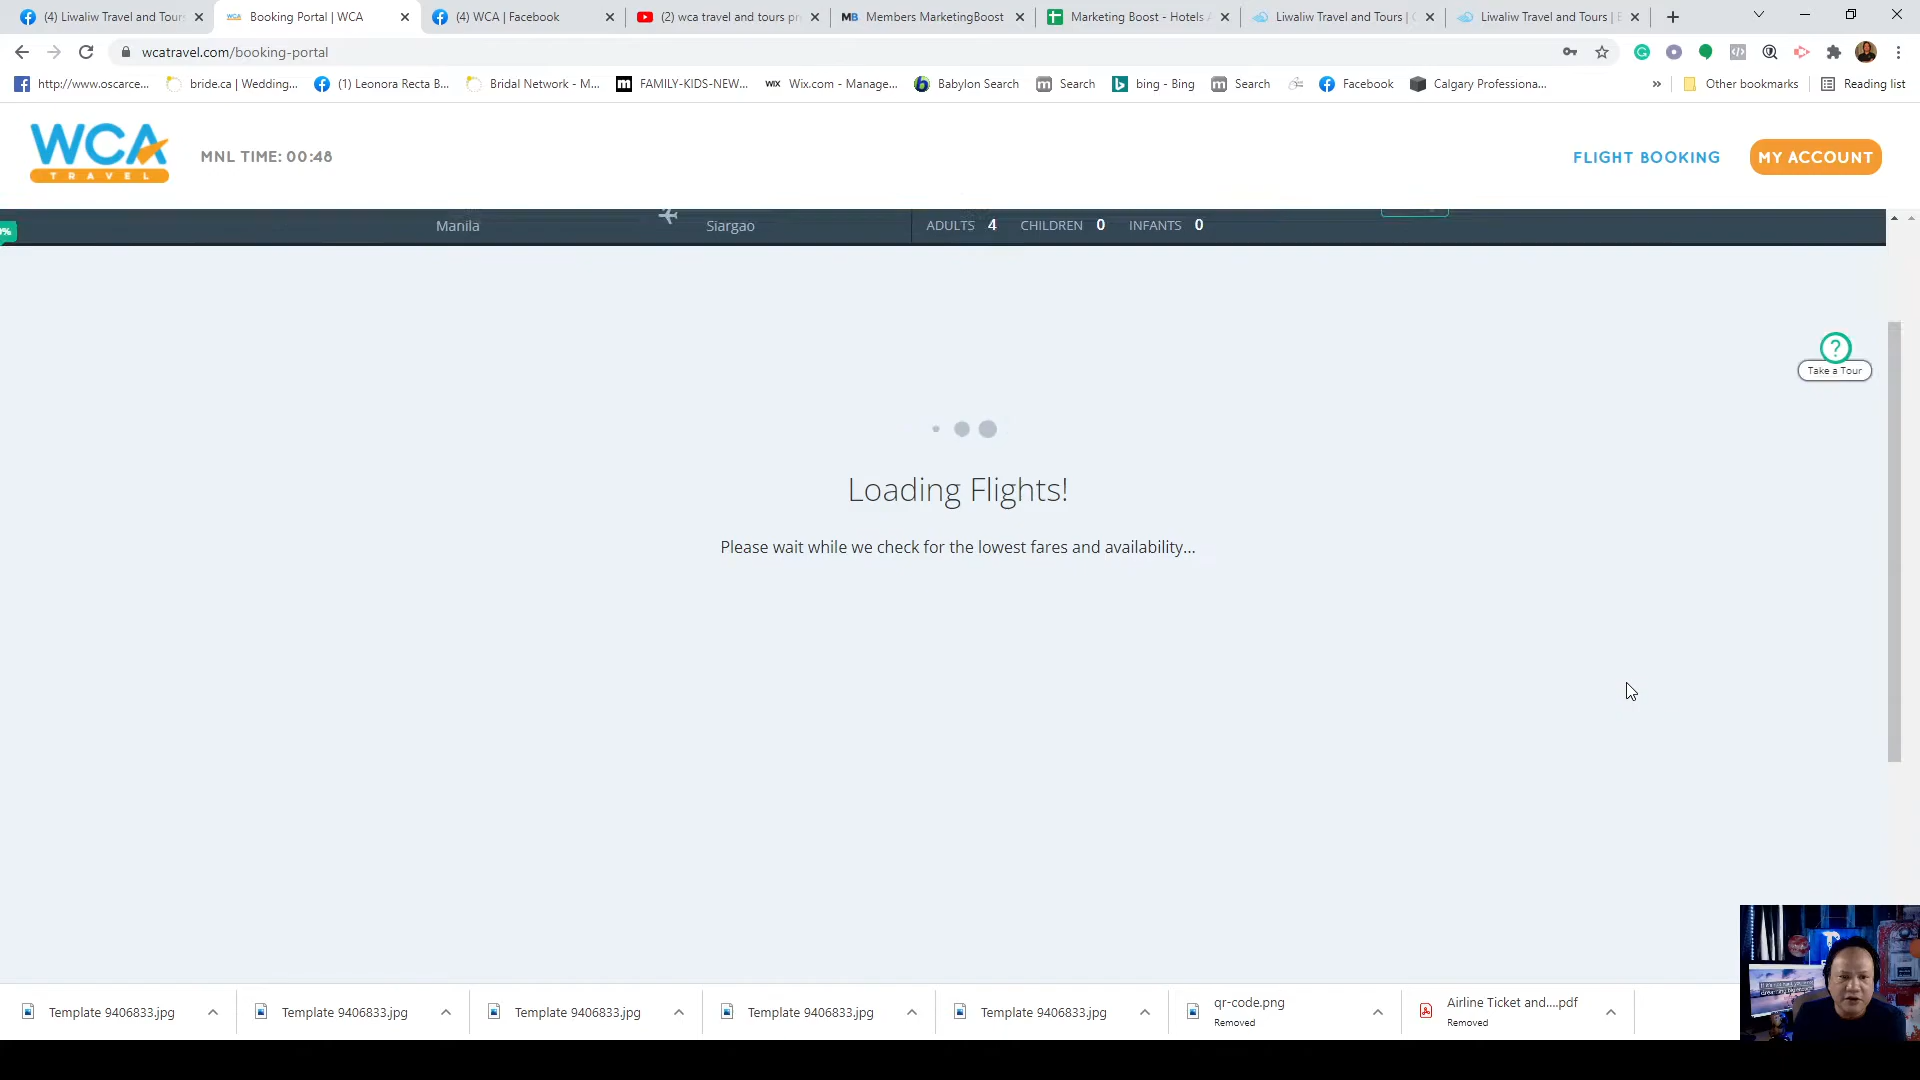 (4) Liwaliw Travel and Tours
Booking Portal | WCA
(4) WCA | Facebook
(2) wca travel and tours pr
Members MarketingBoost
Marketing Boost - Hotels
Liwaliw Travel and Tours |
Liwaliw Travel and Tours |
wcatravel.com/booking-portal
http://www.oscarce...
bride.ca | Wedding...
(1) Leonora Recta B...
Bridal Network - M...
FAMILY-KIDS-NEW...
WIX
Wix.com - Manage...
Babylon Search
Search
bing - Bing
Search
Facebook
Calgary Professiona...
»
Other bookmarks
Reading list
WCA
TRAVEL
MNL TIME: 00:48
FLIGHT BOOKING
MY ACCOUNT
Manila
Siargao
ADULTS 4 CHILDREN 0 INFANTS 0
?
Take a Tour
Loading Flights!
Please wait while we check for the lowest fares and availability...
Template 9406833.jpg
Template 9406833.jpg
Template 9406833.jpg
Template 9406833.jpg
Template 9406833.jpg
qr-code.png
Removed
Airline Ticket and....pdf
Removed